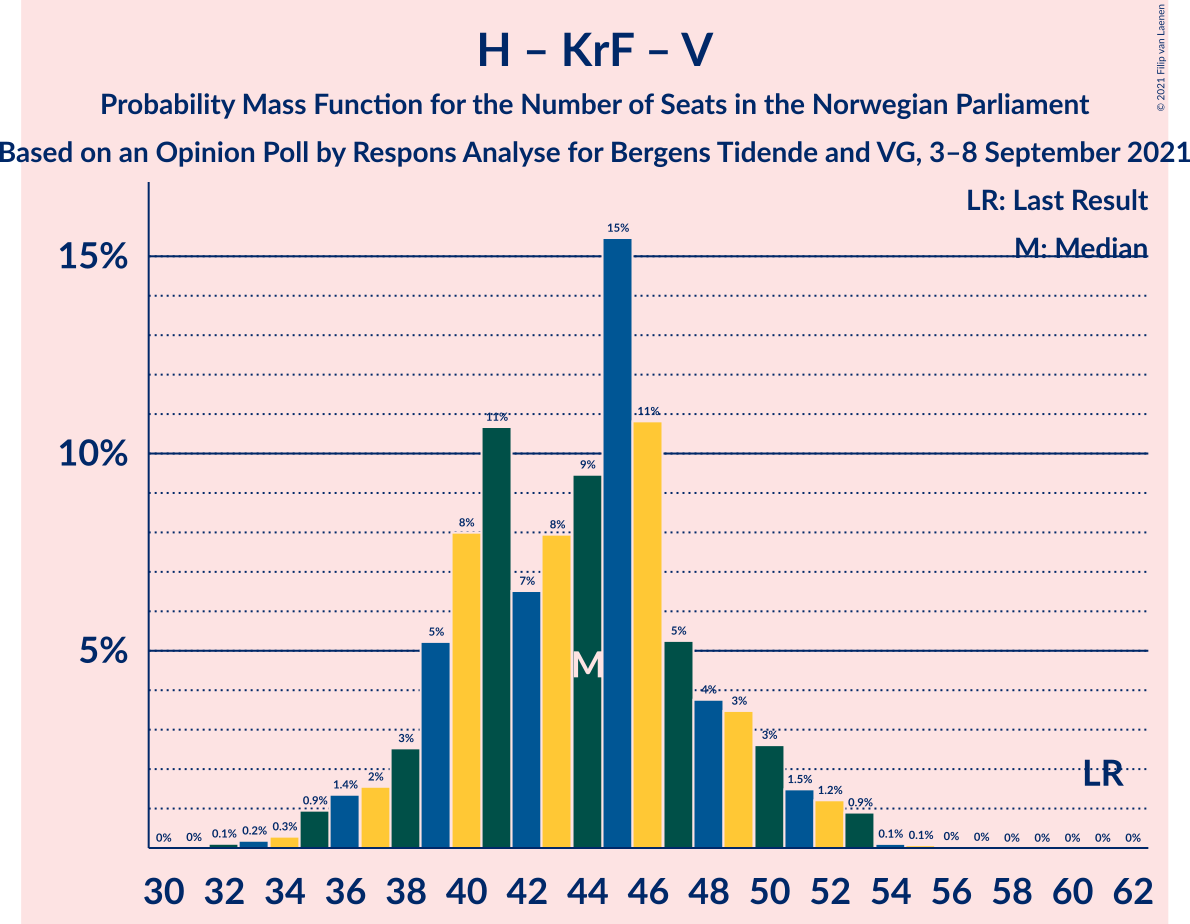 H – KrF – V
© 2021 Filip van Laenen
Probability Mass Function for the Number of Seats in the Norwegian Parliament
Based on an Opinion Poll by Respons Analyse for Bergens Tidende and VG, 3–8 September 2021
LR: Last Result
M: Median
15%
10%
5%
0% 0% 0.1% 0.2% 0.3% 0.9% 1.4% 2% 3% 5% 8% 11% 7% 8% 9% 15% 11% 5% 4% 3% 3% 1.5% 1.2% 0.9% 0.1% 0.1% 0% 0% 0% 0% 0% 0% 0%
M
LR
30 32 34 36 38 40 42 44 46 48 50 52 54 56 58 60 62